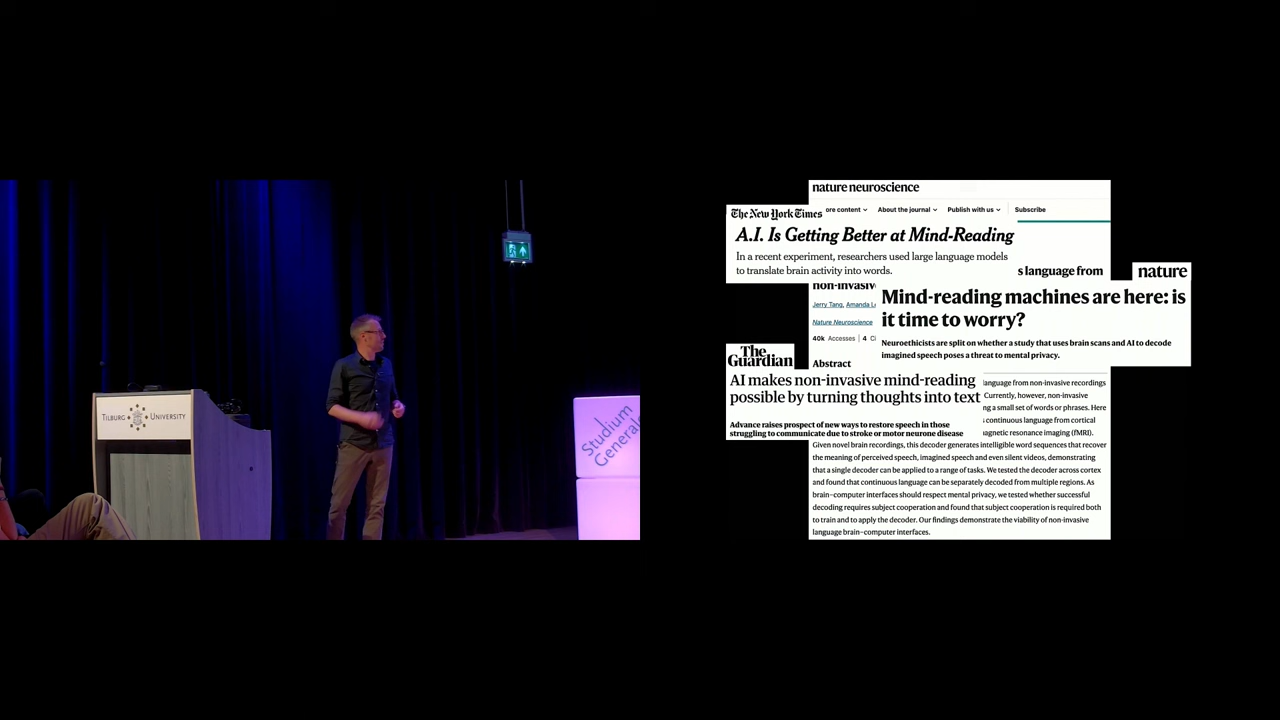 TILBURG UNIVERSITY
Studium
Generale
nature neuroscience
ore content About the journal Publish with us Subscribe
The New York Times
A.I. Is Getting Better at Mind-Reading
In a recent experiment, researchers used large language models
to translate brain activity into words.
s language from
non-invasiv
nature
Mind-reading machines are here: is
it time to worry?
Neuroethicists are split on whether a study that uses brain scans and AI to decode
imagined speech poses a threat to mental privacy.
Jerry Tang, Amanda
Nature Neuroscience
40k Accesses 4
Abstract
The
Guardian
AI makes non-invasive mind-reading
possible by turning thoughts into text
Advance raises prospect of new ways to restore speech in those
struggling to communicate due to stroke or motor neurone disease
language from non-invasive recordings
Currently, however, non-invasive
ng a small set of words or phrases. Here
continuous language from cortical
agnetic resonance imaging (fMRI).
Given novel brain recordings, this decoder generates intelligible word sequences that recover
the meaning of perceived speech, imagined speech and even silent videos, demonstrating
that a single decoder can be applied to a range of tasks. We tested the decoder across cortex
and found that continuous language can be separately decoded from multiple regions. As
brain–computer interfaces should respect mental privacy, we tested whether successful
decoding requires subject cooperation and found that subject cooperation is required both
to train and to apply the decoder. Our findings demonstrate the viability of non-invasive
language brain–computer interfaces.